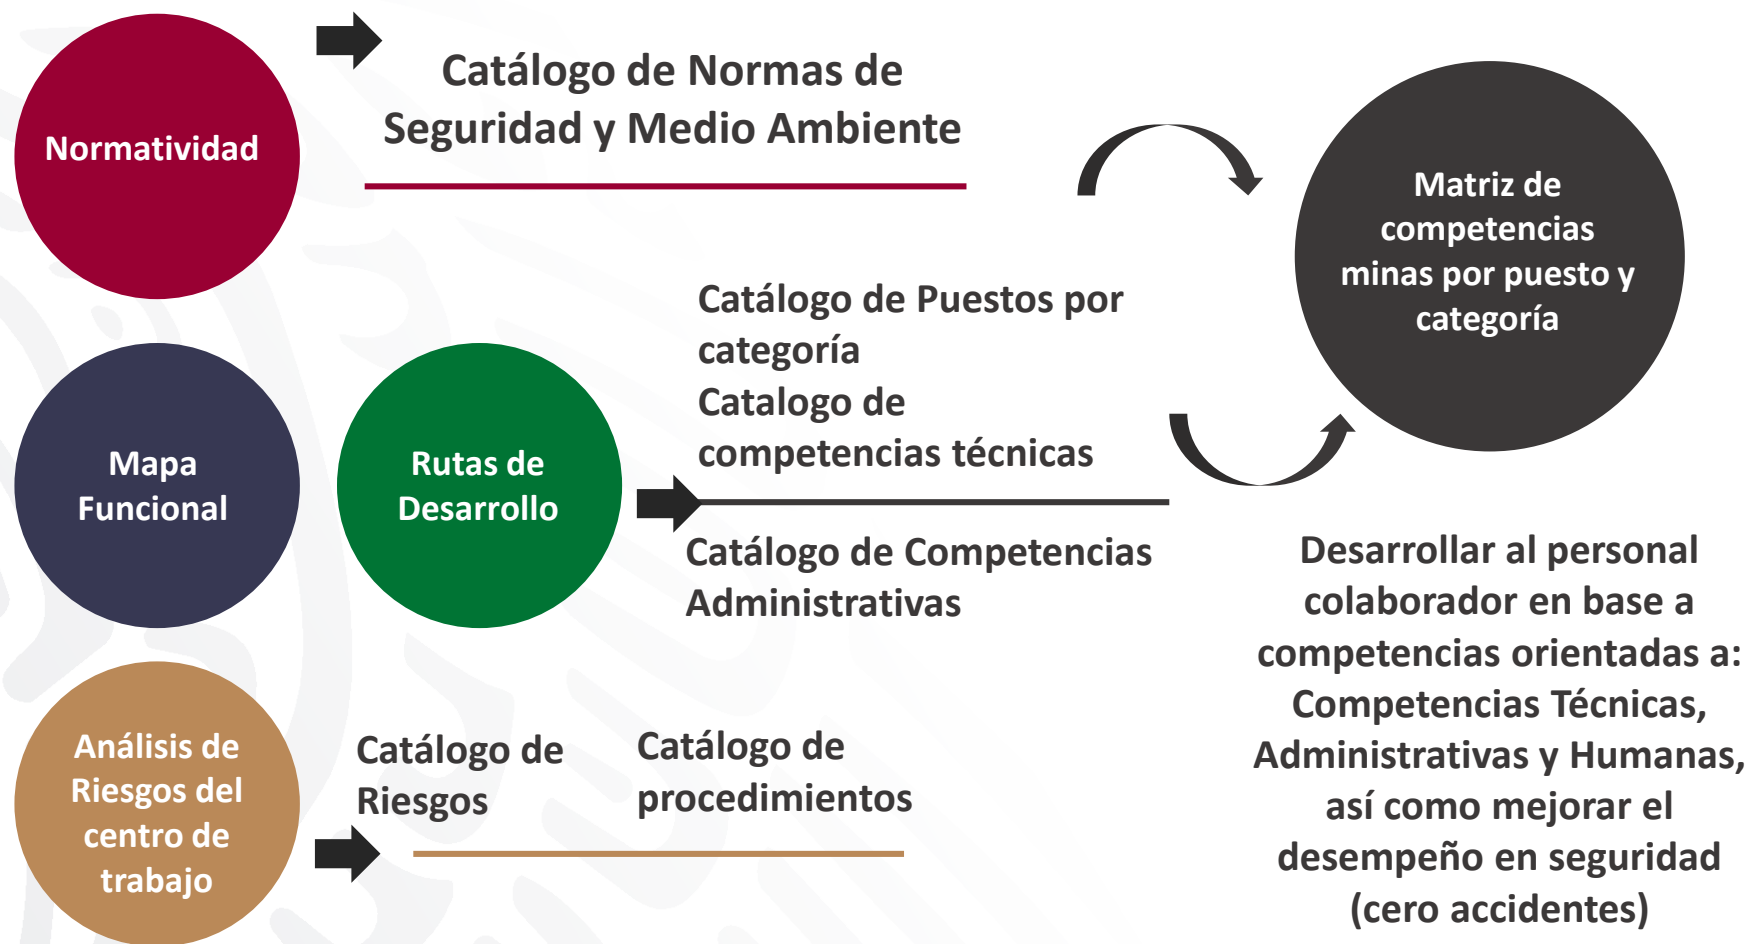 Normatividad
Catálogo de Normas de
Seguridad y Medio Ambiente
Matriz de
competencias
minas por puesto y
categoría
Mapa
Funcional
Rutas de
Desarrollo
Catálogo de Puestos por
categoría
Catalogo de
competencias técnicas
Catálogo de Competencias
Administrativas
Análisis de
Riesgos del
centro de
trabajo
Catálogo de
Riesgos
Catálogo de
procedimientos
Desarrollar al personal
colaborador en base a
competencias orientadas a:
Competencias Técnicas,
Administrativas y Humanas,
así como mejorar el
desempeño en seguridad
(cero accidentes)